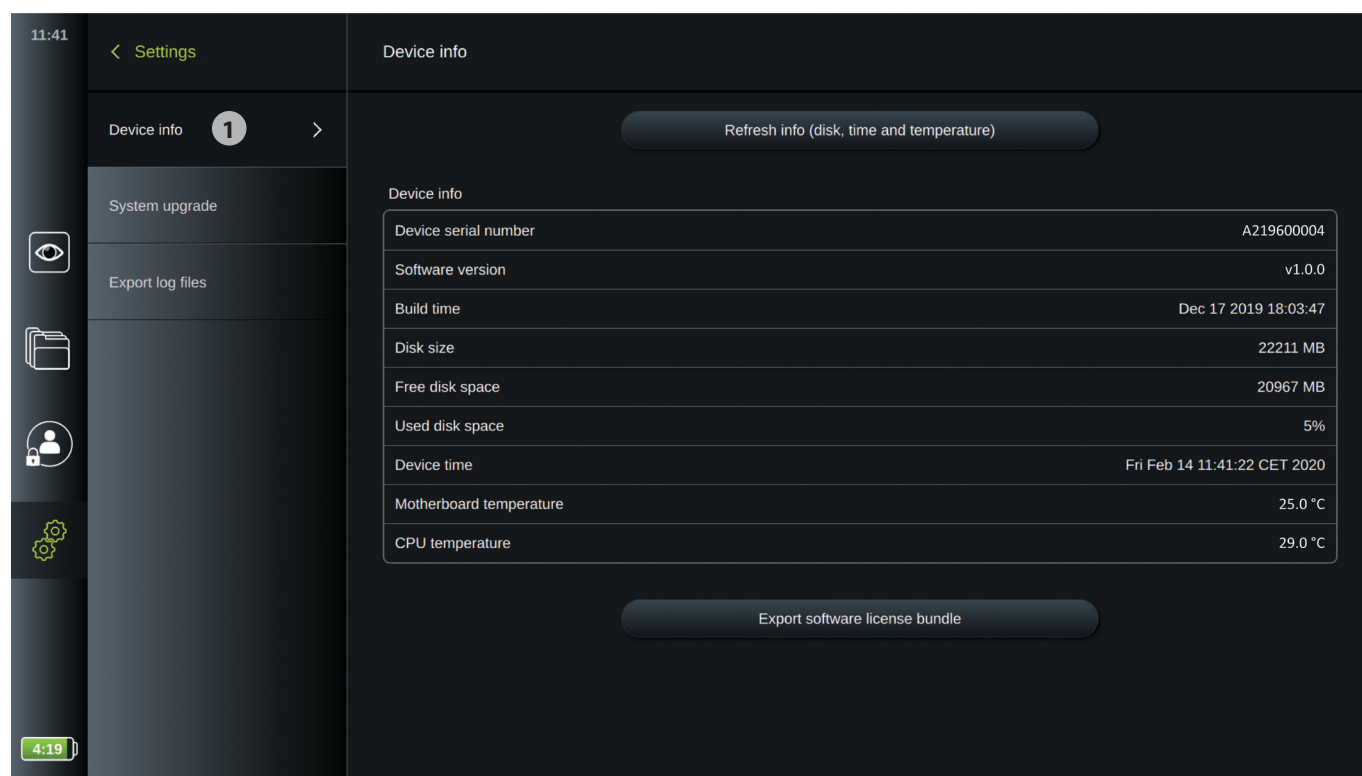 11:41
Settings
Device info
Device info 1
System upgrade
Export log files
Refresh info (disk, time and temperature)
Device info
Device serial number A219600004
Software version v1.0.0
Build time Dec 17 2019 18:03:47
Disk size 22211 MB
Free disk space 20967 MB
Used disk space 5%
Device time Fri Feb 14 11:41:22 CET 2020
Motherboard temperature 25.0 °C
CPU temperature 29.0 °C
Export software license bundle
4:19